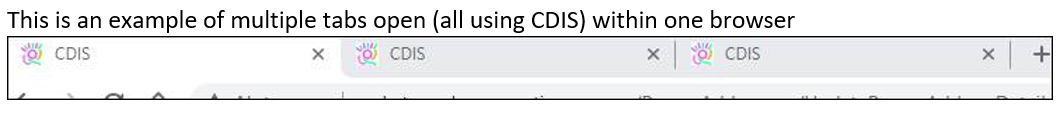 This is an example of multiple tabs open (all using CDIS) within one browser
CDIS × CDIS × CDIS × +